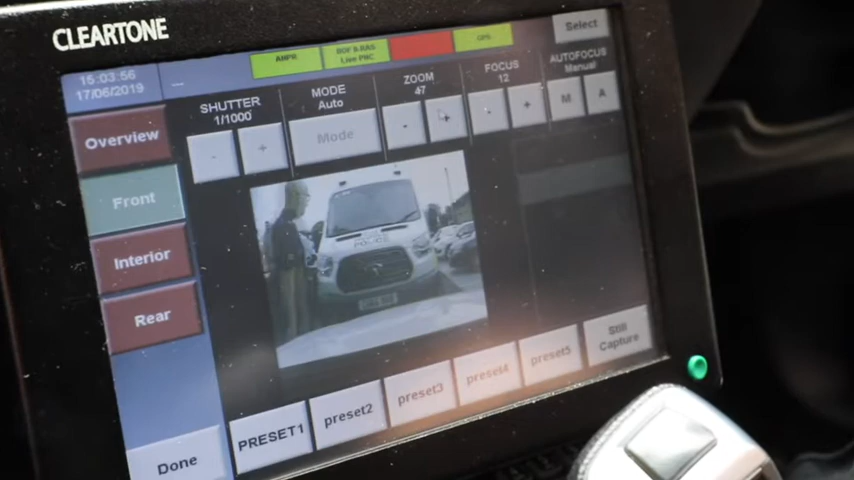 CLEARTONE
Select
ANPR
GPS
15:03:56
17/06/2019
SHUTTER
1/1000
MODE
Auto
ZOOM
47
FOCUS
12
AUTOFOCUS
Manual
- +
Mode
- +
- +
M A
Overview
Front
Interior
Rear
POLICE
PRESET1
preset2
preset3
preset4
preset5
Still
Capture
Done